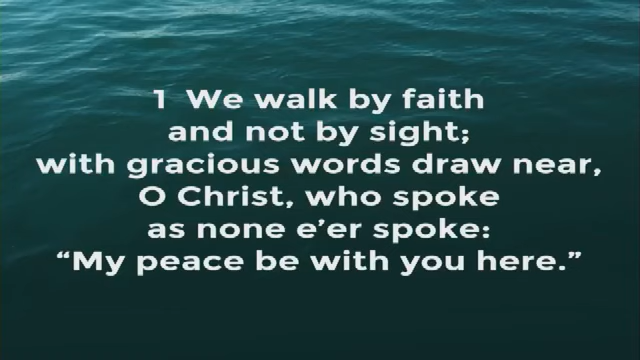 1 We walk by faith
and not by sight;
with gracious words draw near,
O Christ, who spoke
as none e’er spoke:
“My peace be with you here.”